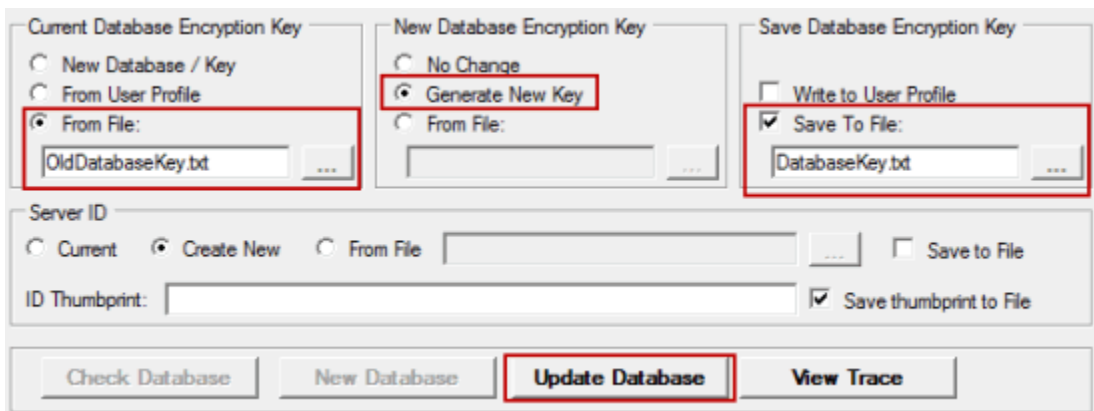 Current Database Encryption Key
New Database / Key
From User Profile
From File:
OldDatabaseKey.txt
...
New Database Encryption Key
No Change
Generate New Key
From File:
...
Save Database Encryption Key
Write to User Profile
Save To File:
DatabaseKey.txt
...
Server ID
Current Create New From File ... Save to File
ID Thumbprint: Save thumbprint to File
Check Database New Database Update Database View Trace